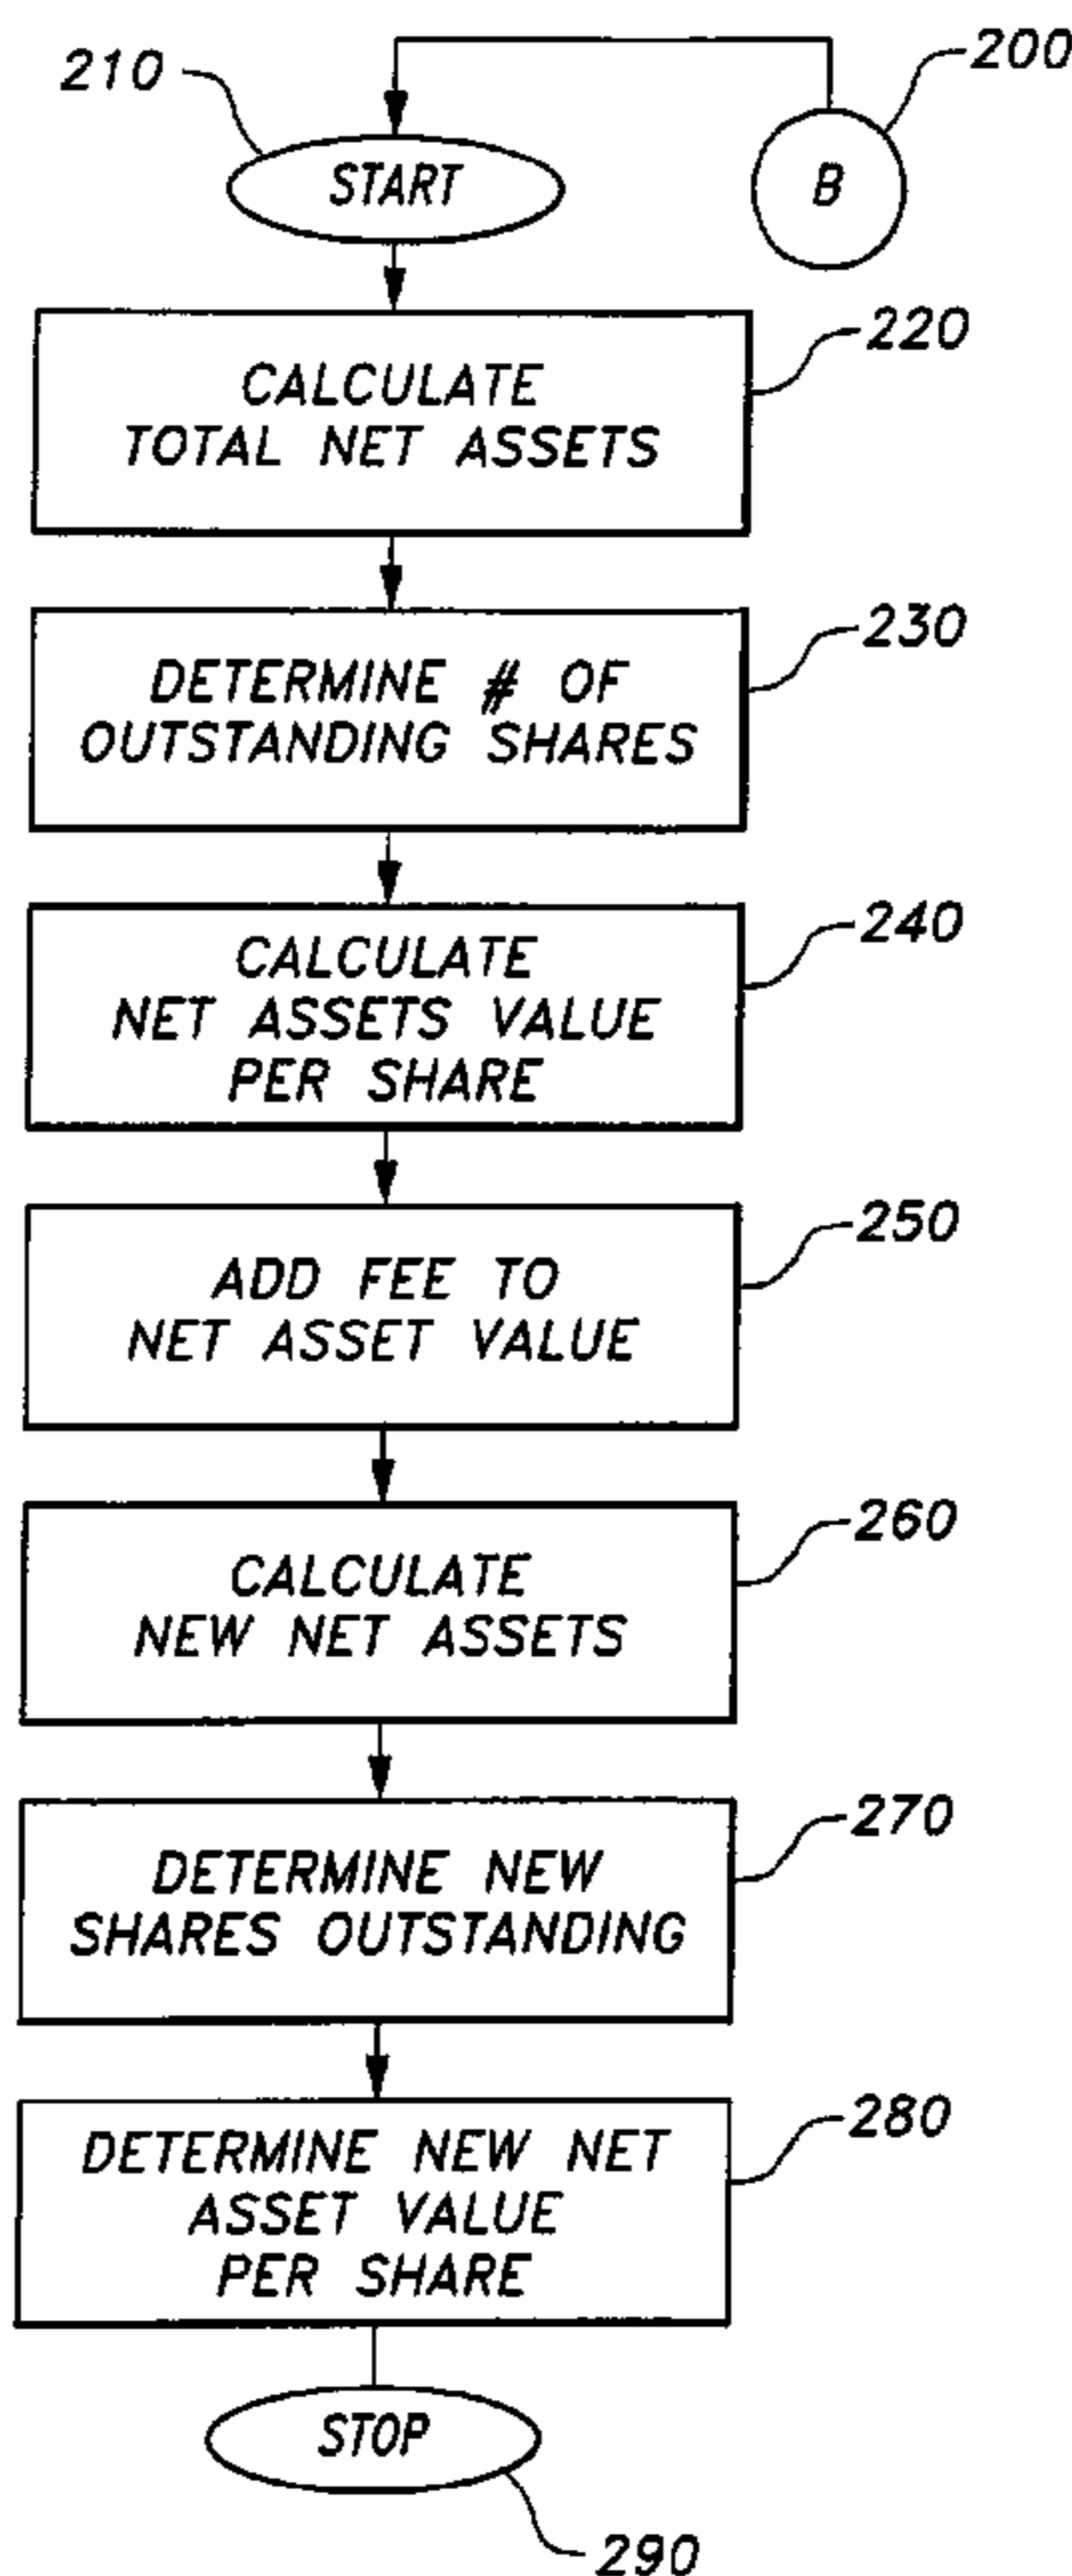 210
200
START
B
220
CALCULATE
TOTAL NET ASSETS
230
DETERMINE # OF
OUTSTANDING SHARES
240
CALCULATE
NET ASSETS VALUE
PER SHARE
250
ADD FEE TO
NET ASSET VALUE
260
CALCULATE
NEW NET ASSETS
270
DETERMINE NEW
SHARES OUTSTANDING
280
DETERMINE NEW NET
ASSET VALUE
PER SHARE
STOP
290